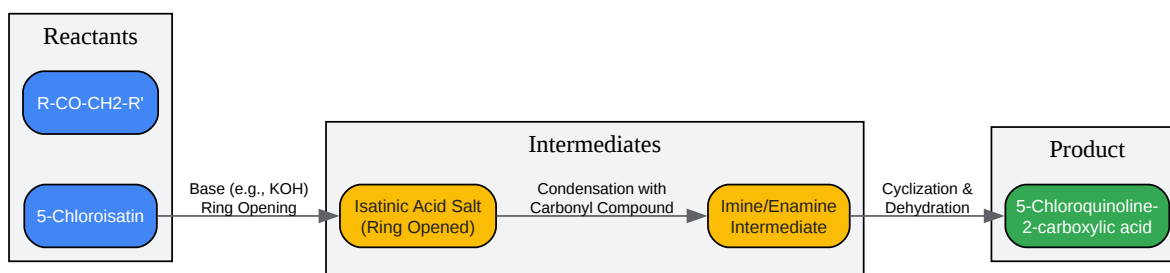 Reactants
R-CO-CH2-R'
5-Chloroisatin
Base (e.g., KOH)
Ring Opening
Intermediates
Isatinic Acid Salt
(Ring Opened)
Condensation with
Carbonyl Compound
Imine/Enamine
Intermediate
Cyclization &
Dehydration
Product
5-Chloroquinoline-
2-carboxylic acid